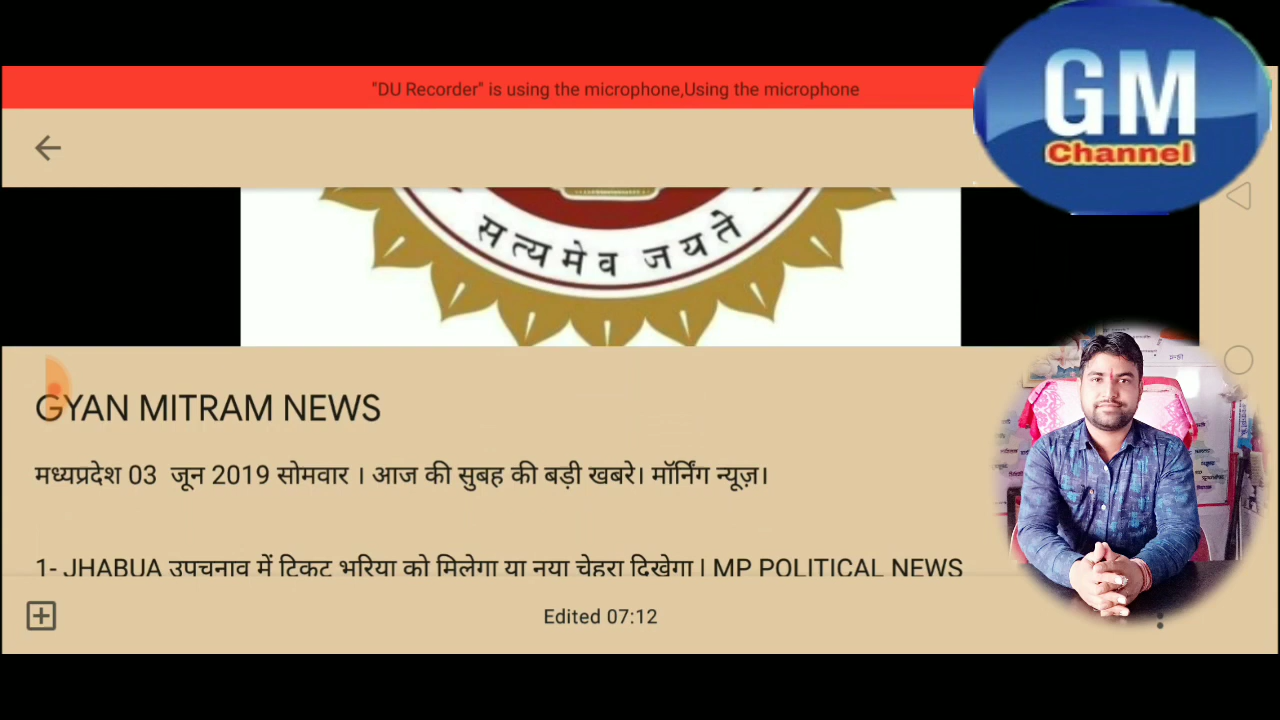 "DU Recorder" is using the microphone,Using the microphone
GM
Channel
सत्यमेव जयते
GYAN MITRAM NEWS
मध्यप्रदेश 03 जून 2019 सोमवार । आज की सुबह की बड़ी खबरे। मॉर्निंग न्यूज़।
1- JHABUA उपचनाव में टिकट भरिया को मिलेगा या नया चेहरा दिखेगा | MP POLITICAL NEWS
Edited 07:12